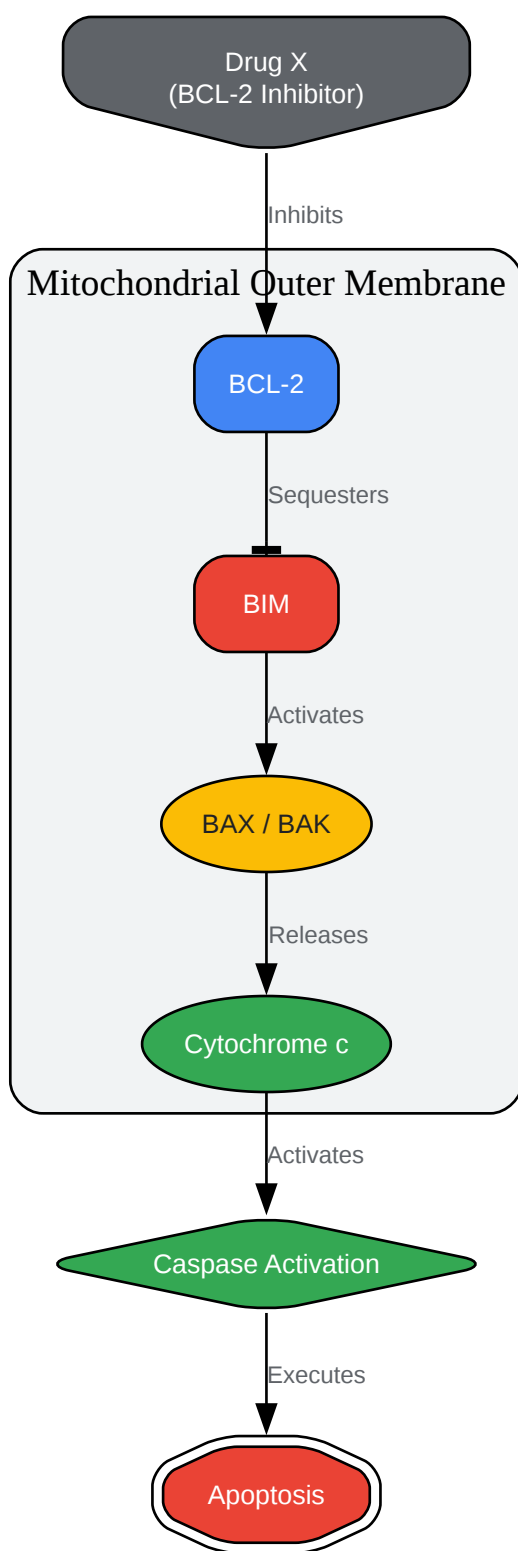 Drug X
(BCL-2 Inhibitor)
Inhibits
Mitochondrial Outer Membrane
BCL-2
Sequesters
BIM
Activates
BAX / BAK
Releases
Cytochrome c
Activates
Caspase Activation
Executes
Apoptosis